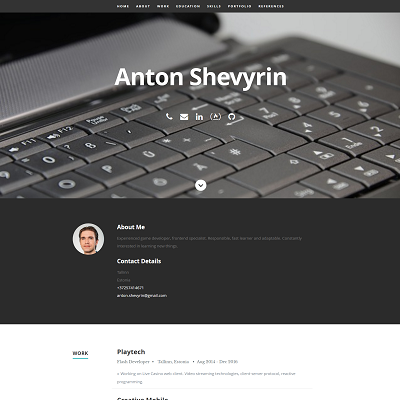 HOME ABOUT WORK EDUCATION SKILLS PORTFOLIO REFERENCES
Anton Shevyrin
About Me
Experienced game developer, frontend specialist. Responsible, fast learner and adaptable. Constantly
interested in learning new things.
Contact Details
Tallinn
Estonia
+37257414671
anton.shevyrin@gmail.com
WORK
Playtech
Flash Developer • Tallinn, Estonia • Aug 2014 - Dec 2016
Working on Live Casino web client. Video streaming technologies, client-server protocol, reactive
programming.
Creative Mobile